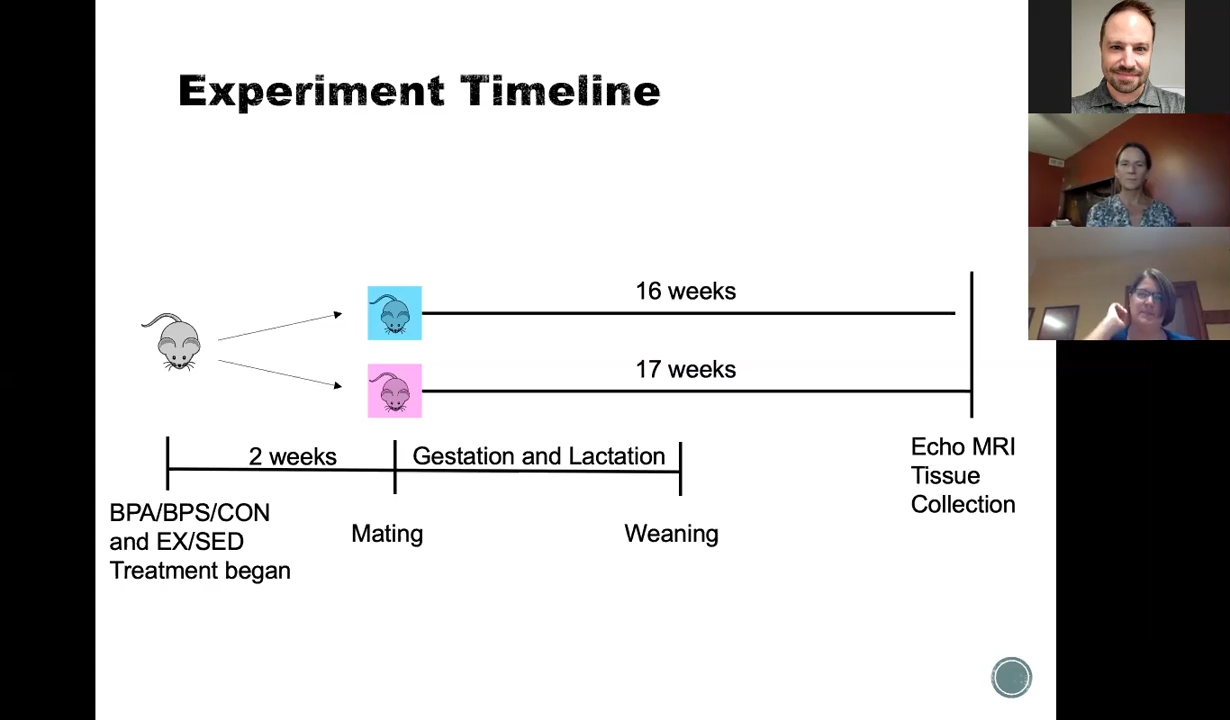 Experiment Timeline
16 weeks
17 weeks
2 weeks
Gestation and Lactation
BPA/BPS/CON
and EX/SED
Treatment began
Mating
Weaning
Echo MRI
Tissue
Collection